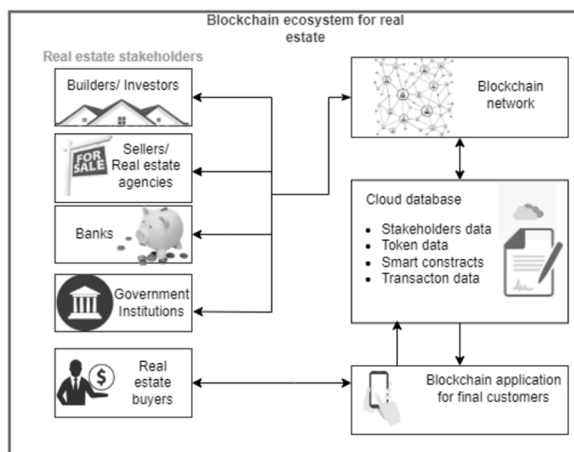 Blockchain ecosystem for real
estate
Real estate stakeholders
Builders/ Investors
FOR
SALE
Sellers/
Real estate
agencies
Banks
Government
Institutions
Real
estate
buyers
Blockchain
network
Cloud database
• Stakeholders data
• Token data
• Smart constracts
• Transacton data
Blockchain application
for final customers